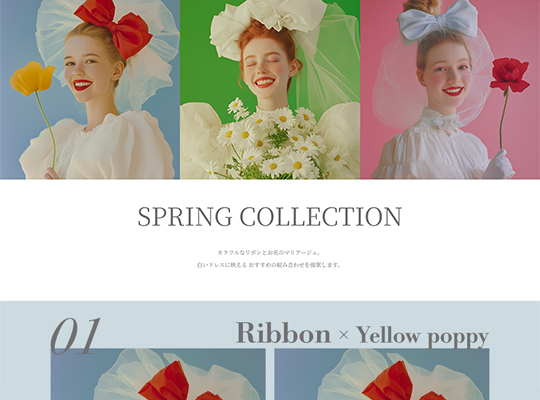 SPRING COLLECTION
カラフルなリボンとお花のマリアージュ。
白いドレスに映える おすすめの組み合わせを提案します。
01
Ribbon × Yellow poppy